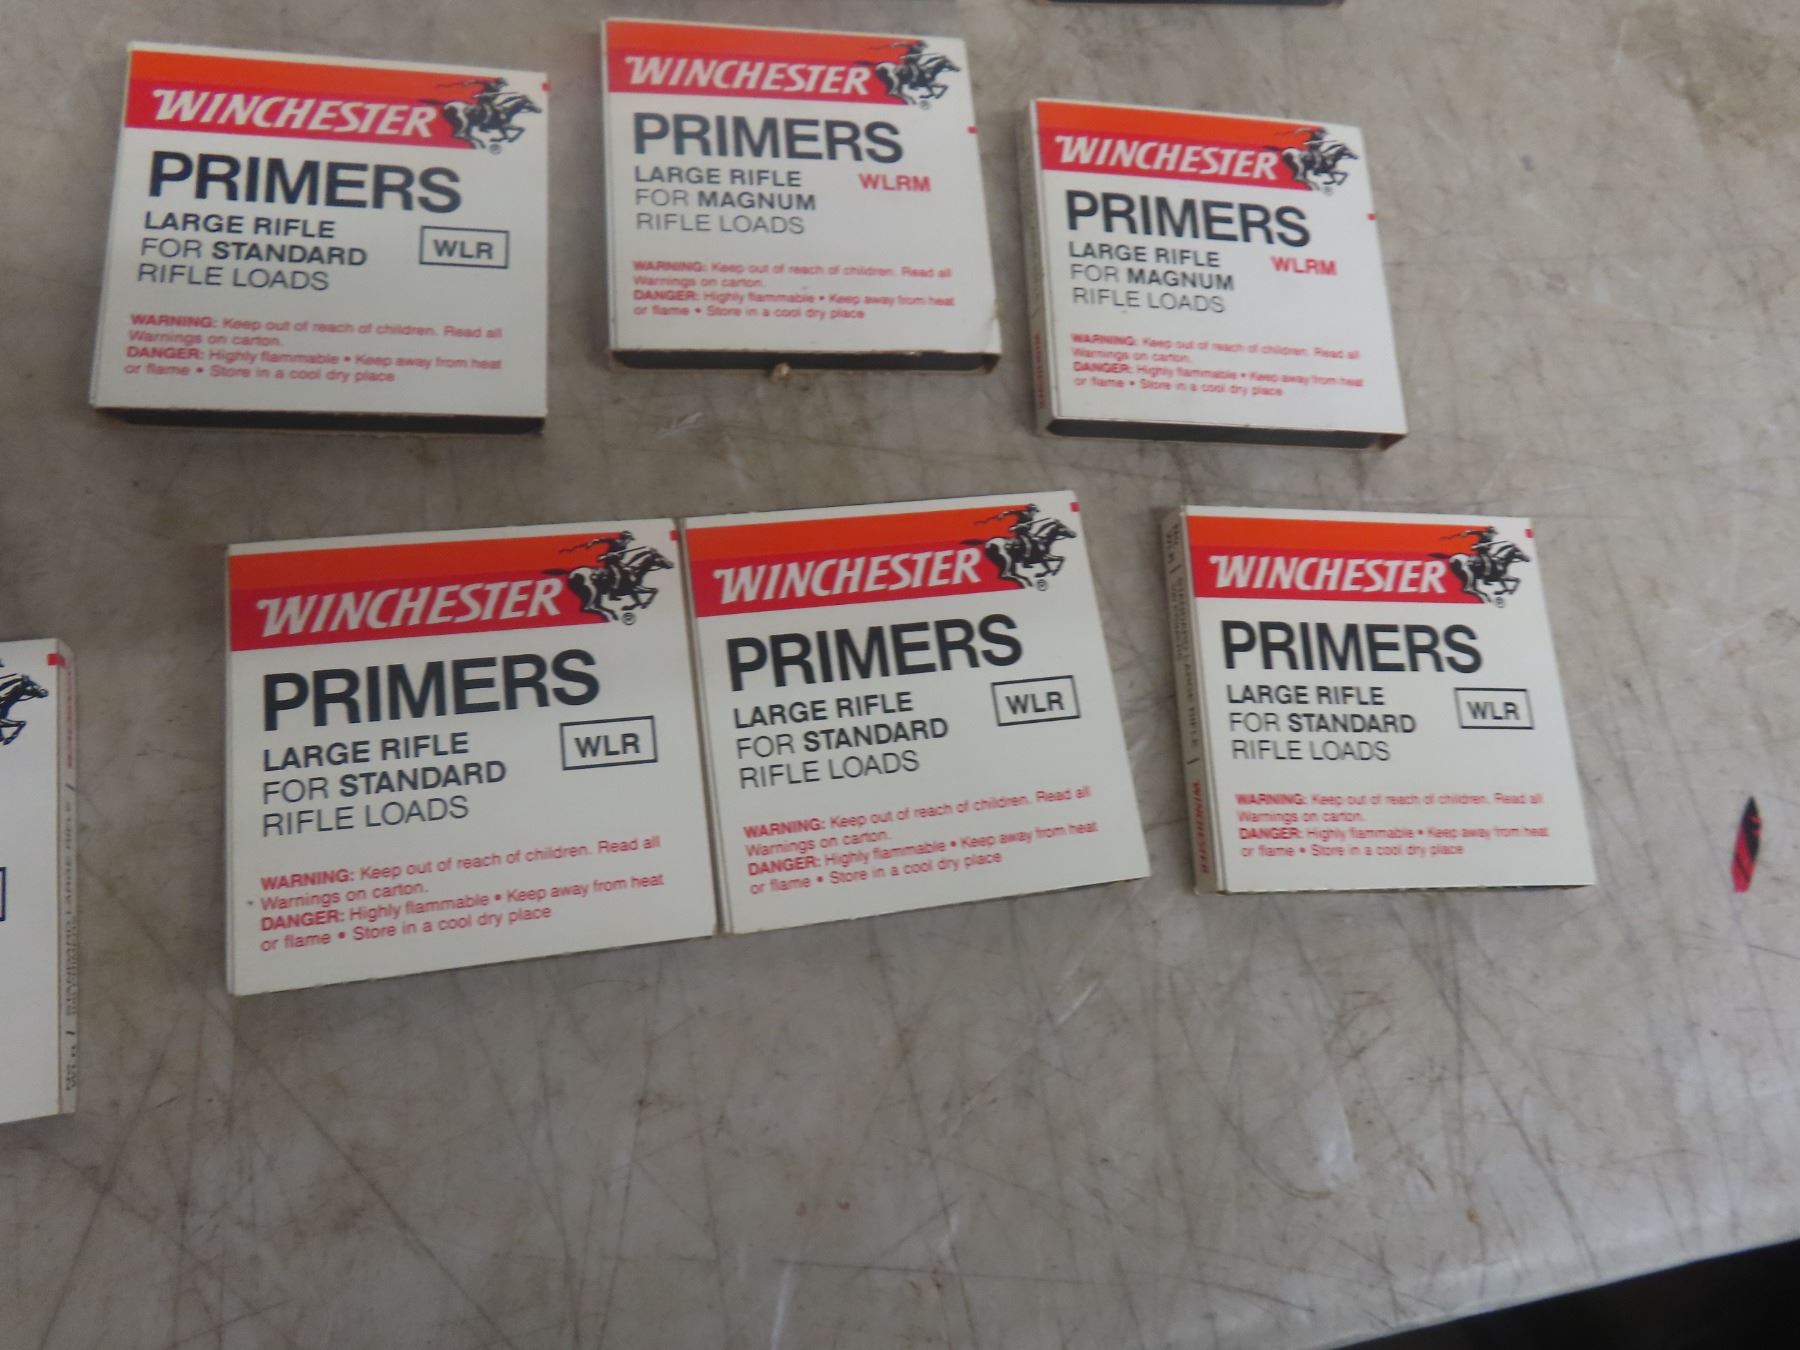 WINCHESTER
®
PRIMERS
LARGE RIFLE
FOR STANDARD
RIFLE LOADS
WLR
WARNING: Keep out of reach of children. Read all
Warnings on carton.
DANGER: Highly flammable • Keep away from heat
or flame • Store in a cool dry place
WINCHESTER
®
PRIMERS
LARGE RIFLE
FOR MAGNUM
RIFLE LOADS
WLRM
WARNING: Keep out of reach of children. Read all
Warnings on carton.
DANGER: Highly flammable • Keep away from heat
or flame • Store in a cool dry place
WINCHESTER
®
PRIMERS
LARGE RIFLE
FOR MAGNUM
RIFLE LOADS
WLRM
WARNING: Keep out of reach of children. Read all
Warnings on carton.
DANGER: Highly flammable • Keep away from heat
or flame • Store in a cool dry place
WINCHESTER
®
PRIMERS
LARGE RIFLE
FOR STANDARD
RIFLE LOADS
WLR
WARNING: Keep out of reach of children. Read all
Warnings on carton.
DANGER: Highly flammable • Keep away from heat
or flame • Store in a cool dry place
WINCHESTER
®
PRIMERS
LARGE RIFLE
FOR STANDARD
RIFLE LOADS
WLR
WARNING: Keep out of reach of children. Read all
Warnings on carton.
DANGER: Highly flammable • Keep away from heat
or flame • Store in a cool dry place
WINCHESTER
®
PRIMERS
LARGE RIFLE
FOR STANDARD
RIFLE LOADS
WLR
WARNING: Keep out of reach of children. Read all
Warnings on carton.
DANGER: Highly flammable • Keep away from heat
or flame • Store in a cool dry place
WINCHESTER